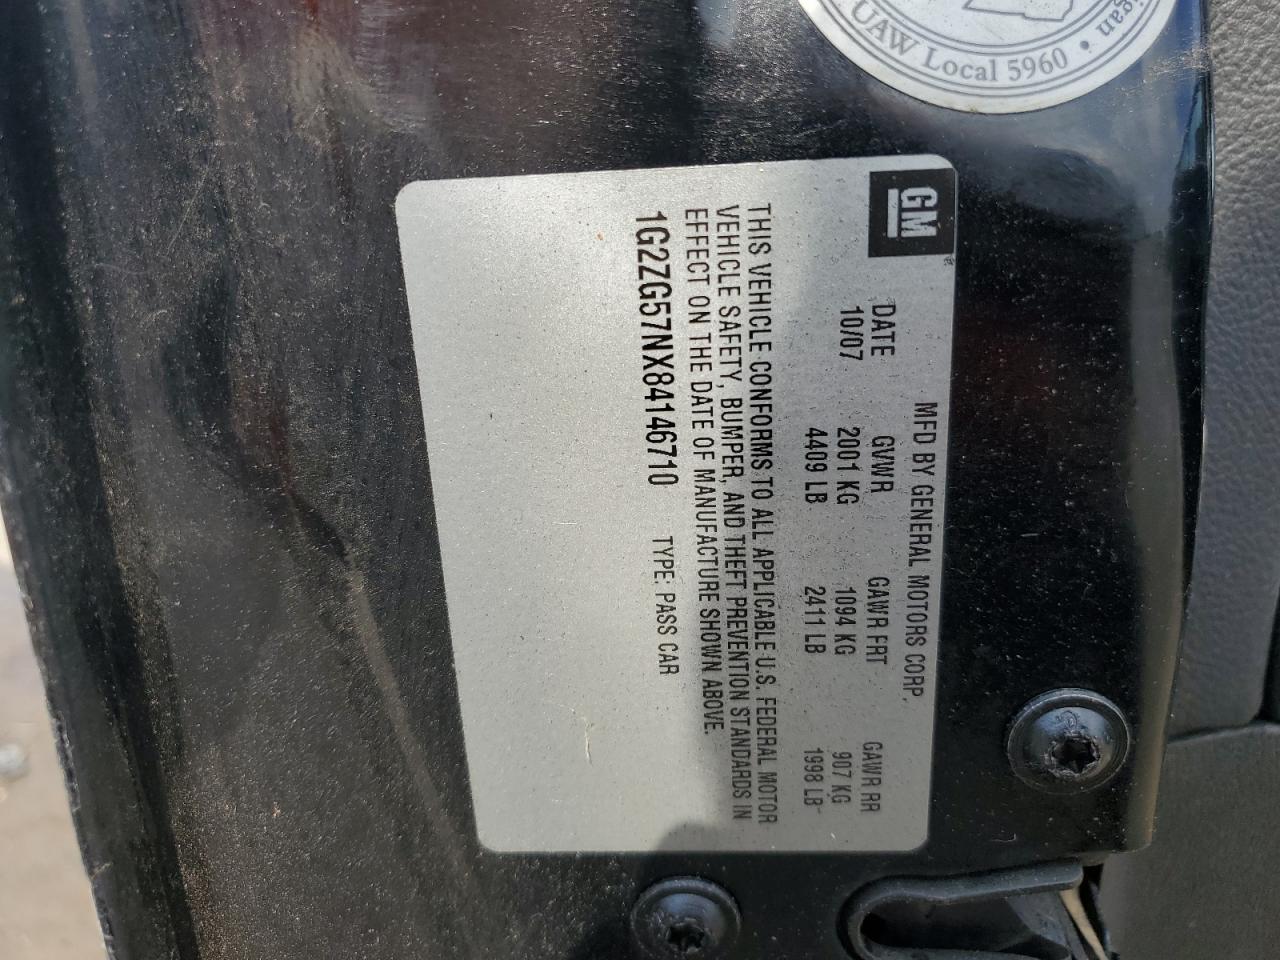 UAW Local 5960 •
GM
MFD BY GENERAL MOTORS CORP.
DATE GVWR GAWR FRT GAWR RR
10/07 2001 KG 1094 KG 907 KG
4409 LB 2411 LB 1998 LB
THIS VEHICLE CONFORMS TO ALL APPLICABLE U.S. FEDERAL MOTOR
VEHICLE SAFETY, BUMPER, AND THEFT PREVENTION STANDARDS IN
EFFECT ON THE DATE OF MANUFACTURE SHOWN ABOVE.
1G2ZG57NX84146710 TYPE: PASS CAR